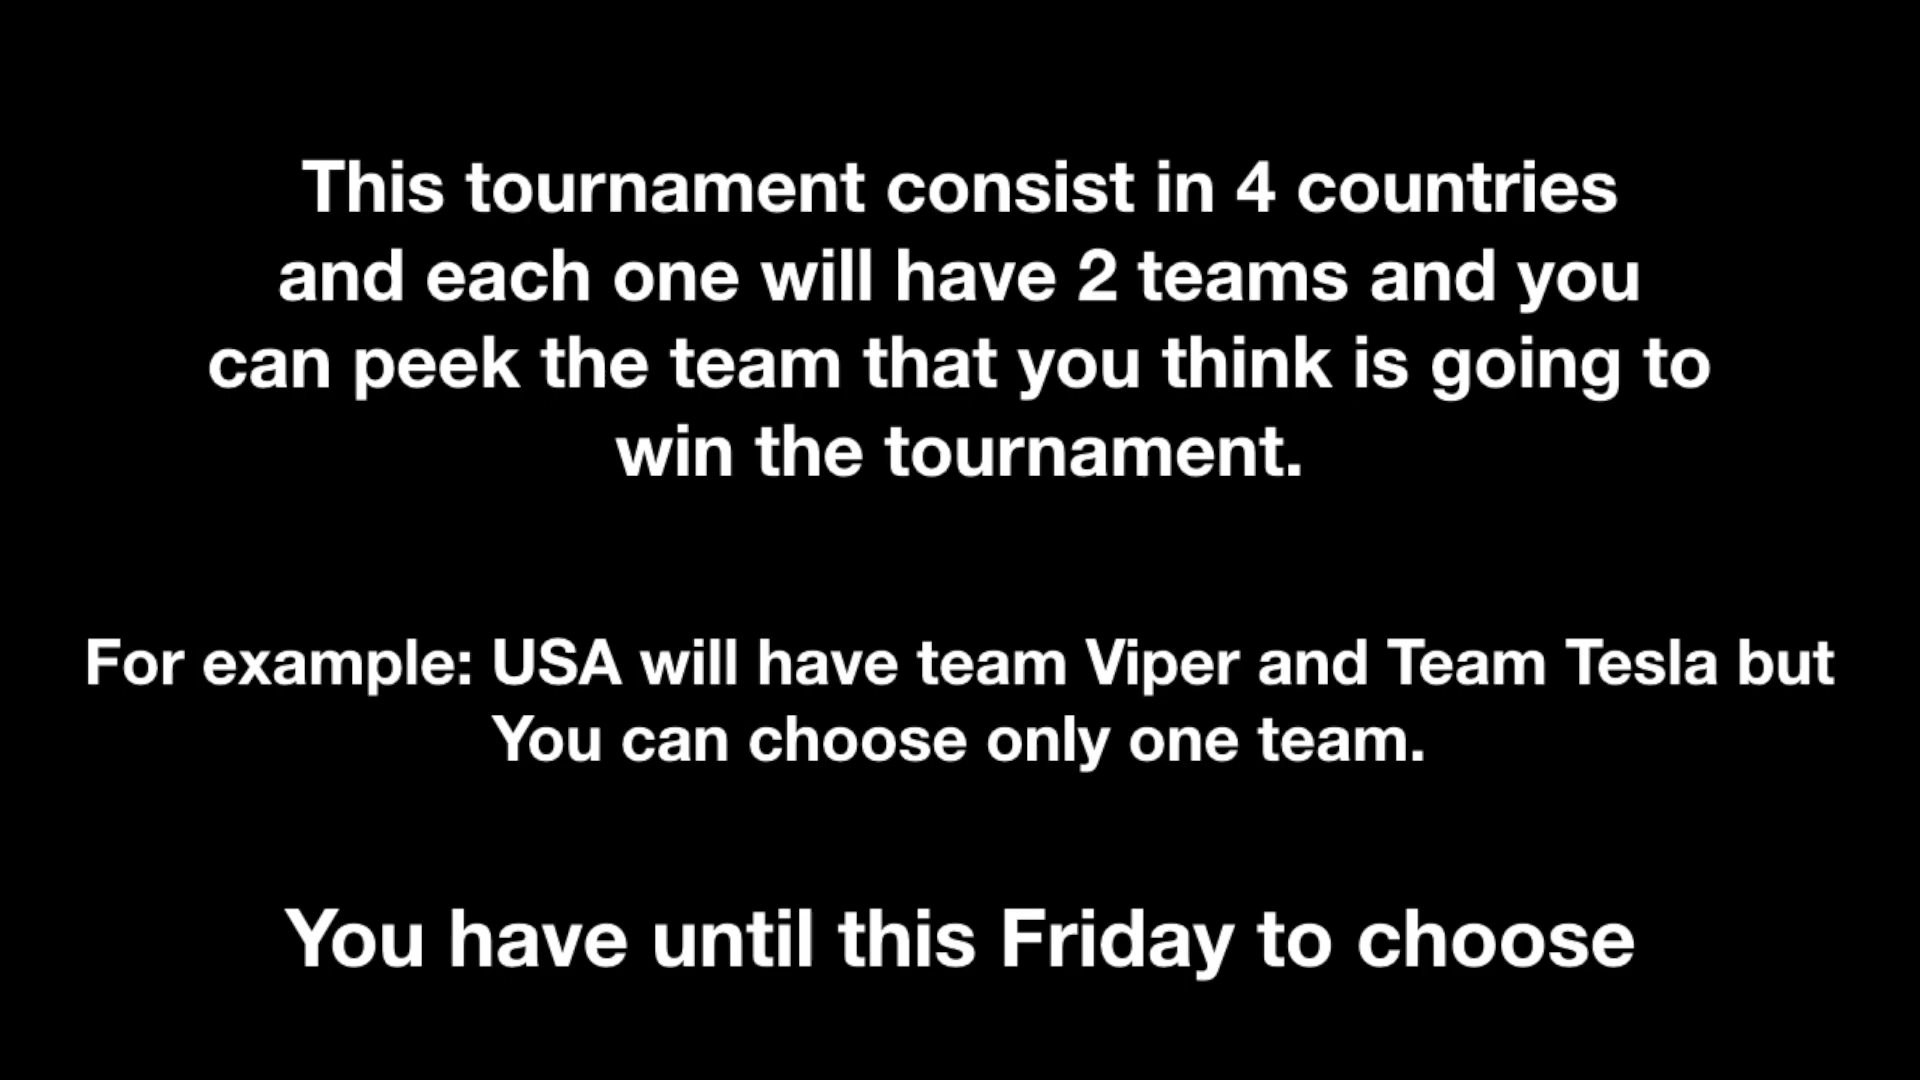 This tournament consist in 4 countries
and each one will have 2 teams and you
can peek the team that you think is going to
win the tournament.
For example: USA will have team Viper and Team Tesla but
You can choose only one team.
You have until this Friday to choose